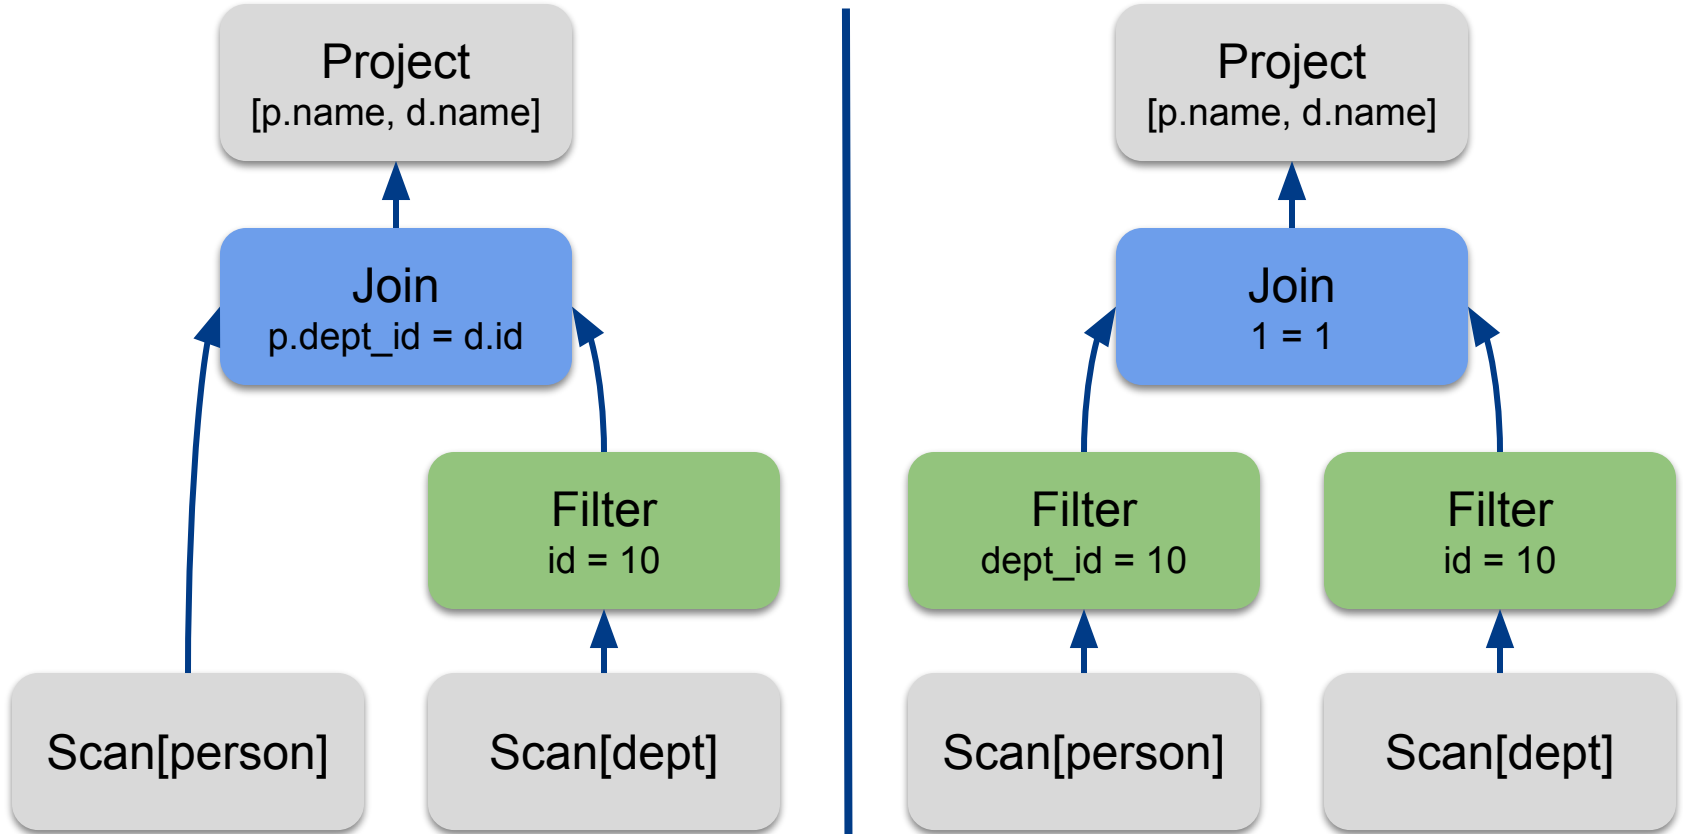 Project
[p.name, d.name]
Join
p.dept_id = d.id
Filter
id = 10
Scan[person]
Scan[dept]
Project
[p.name, d.name]
Join
1 = 1
Filter
dept_id = 10
Filter
id = 10
Scan[person]
Scan[dept]